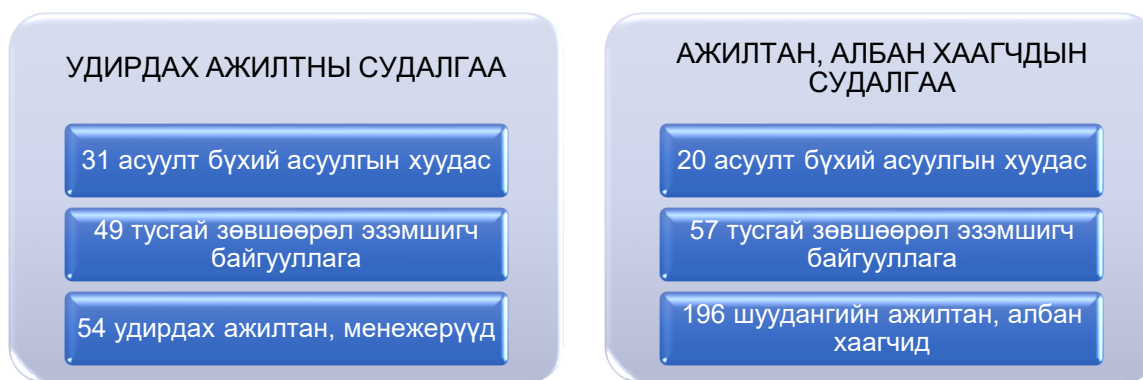 УДИРДАХ АЖИЛТНЫ СУДАЛГАА
31 асуулт бүхий асуулгын хуудас
49 тусгай зөвшөөрөл эзэмшигч
байгууллага
54 удирдах ажилтан, менежерүүд
АЖИЛТАН, АЛБАН ХААГЧДЫН
СУДАЛГАА
20 асуулт бүхий асуулгын хуудас
57 тусгай зөвшөөрөл эзэмшигч
байгууллага
196 шуудангийн ажилтан, албан
хаагчид